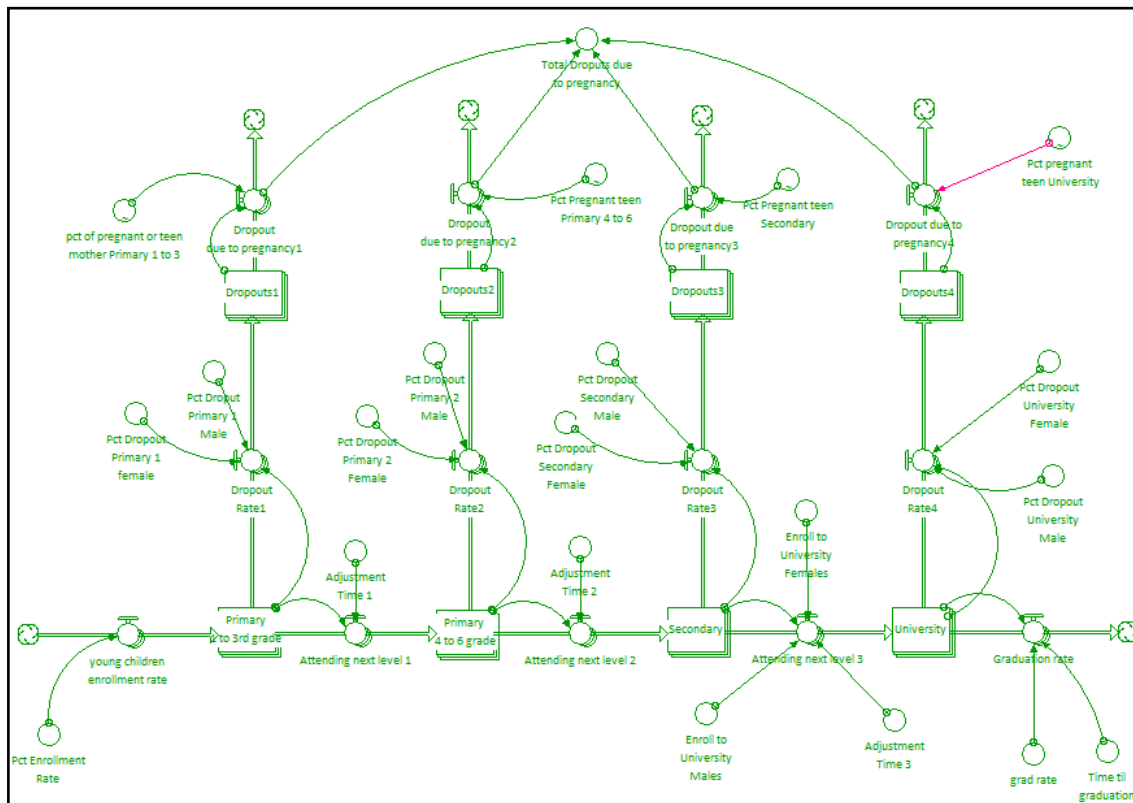 Total Droputs due
to pregnancy
Pct pregnant
teen University
pct of pregnant or teen
mother Primary 1 to 3
Dropout
due to pregnancy1
Dropout
due to pregnancy2
Pct Pregnant teen
Primary 4 to 6
Dropout due
to pregnancy3
Pct Pregnant teen
Secondary
Dropout due to
pregnancy4
Dropouts1
Dropouts2
Dropouts3
Dropouts4
Pct Dropout
Primary 1
Male
Pct Dropout
Primary 1
female
Pct Dropout
Primary 2
Male
Pct Dropout
Primary 2
Female
Pct Dropout
Secondary
Male
Pct Dropout
Secondary
Female
Pct Dropout
University
Female
Pct Dropout
University
Male
Dropout
Rate1
Dropout
Rate2
Dropout
Rate3
Dropout
Rate4
Adjustment
Time 1
Adjustment
Time 2
Enroll to
University
Females
Primary
1 to 3rd grade
Primary
4 to 6 grade
Secondary
University
young children
enrollment rate
Attending next level 1
Attending next level 2
Attending next level 3
Graduation rate
Pct Enrollment
Rate
Enroll to
University
Males
Adjustment
Time 3
grad rate
Time til
graduation